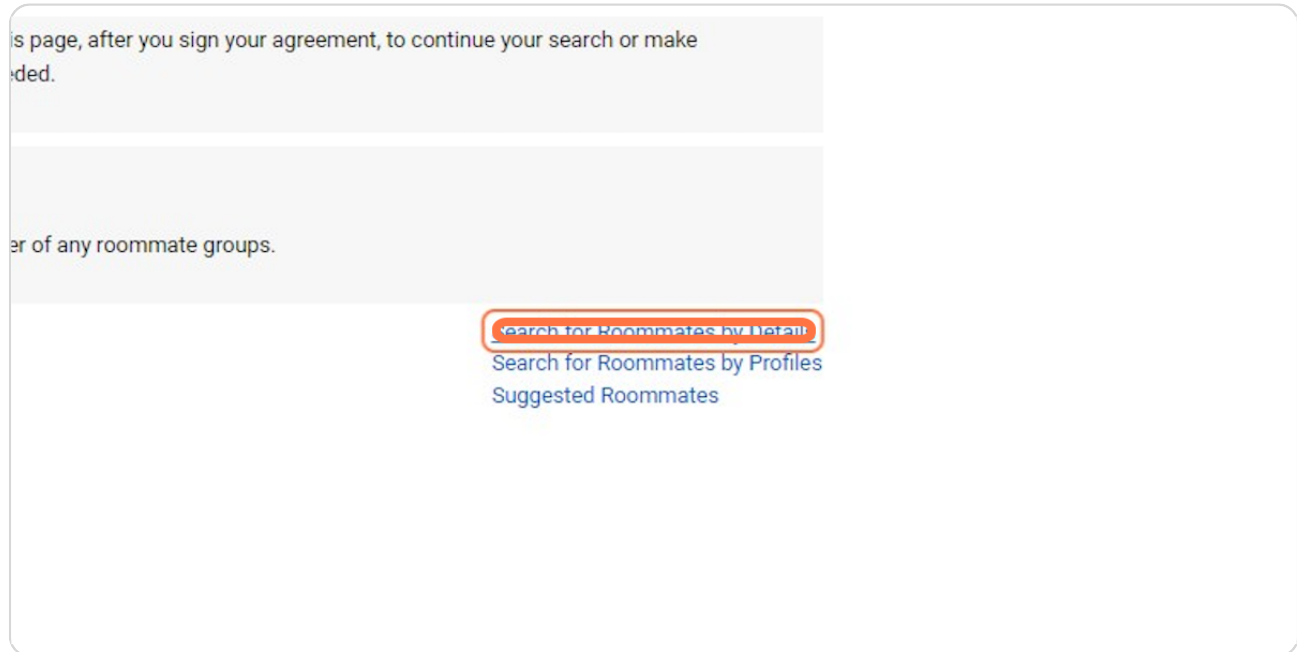 is page, after you sign your agreement, to continue your search or make
eded.
er of any roommate groups.
Search for Roommates by Details
Search for Roommates by Profiles
Suggested Roommates